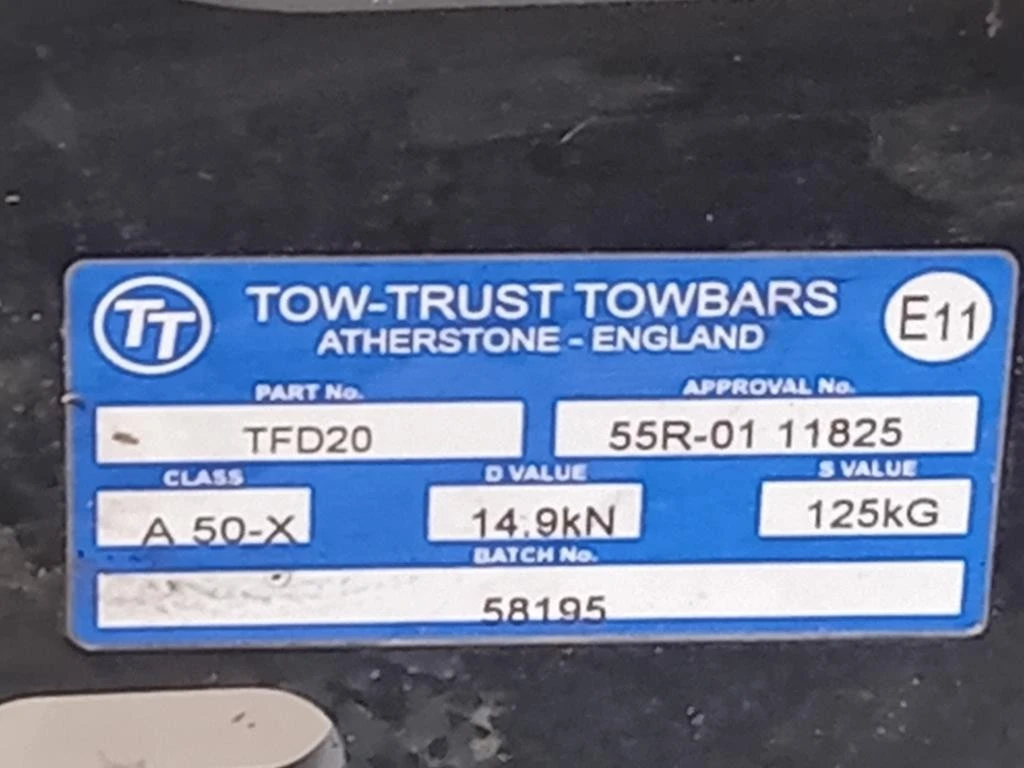 TT TOW-TRUST TOWBARS E11
ATHERSTONE - ENGLAND
PART No. APPROVAL No.
TFD20 55R-01 11825
CLASS D VALUE S VALUE
A 50-X 14.9kN 125kG
BATCH No.
58195